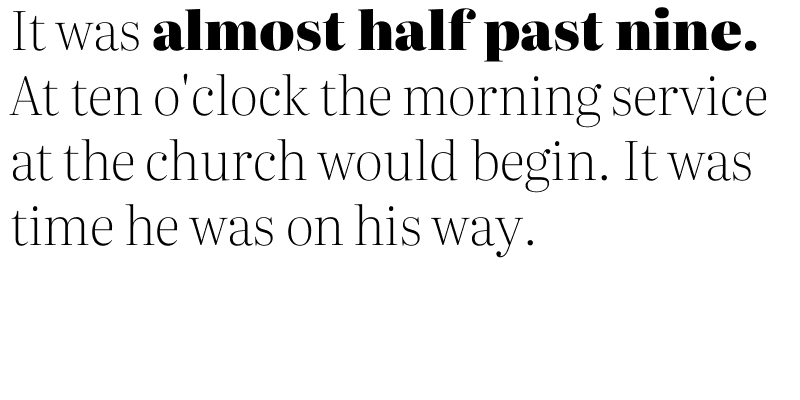 It was almost half past nine.
At ten o'clock the morning service
at the church would begin. It was
time he was on his way.